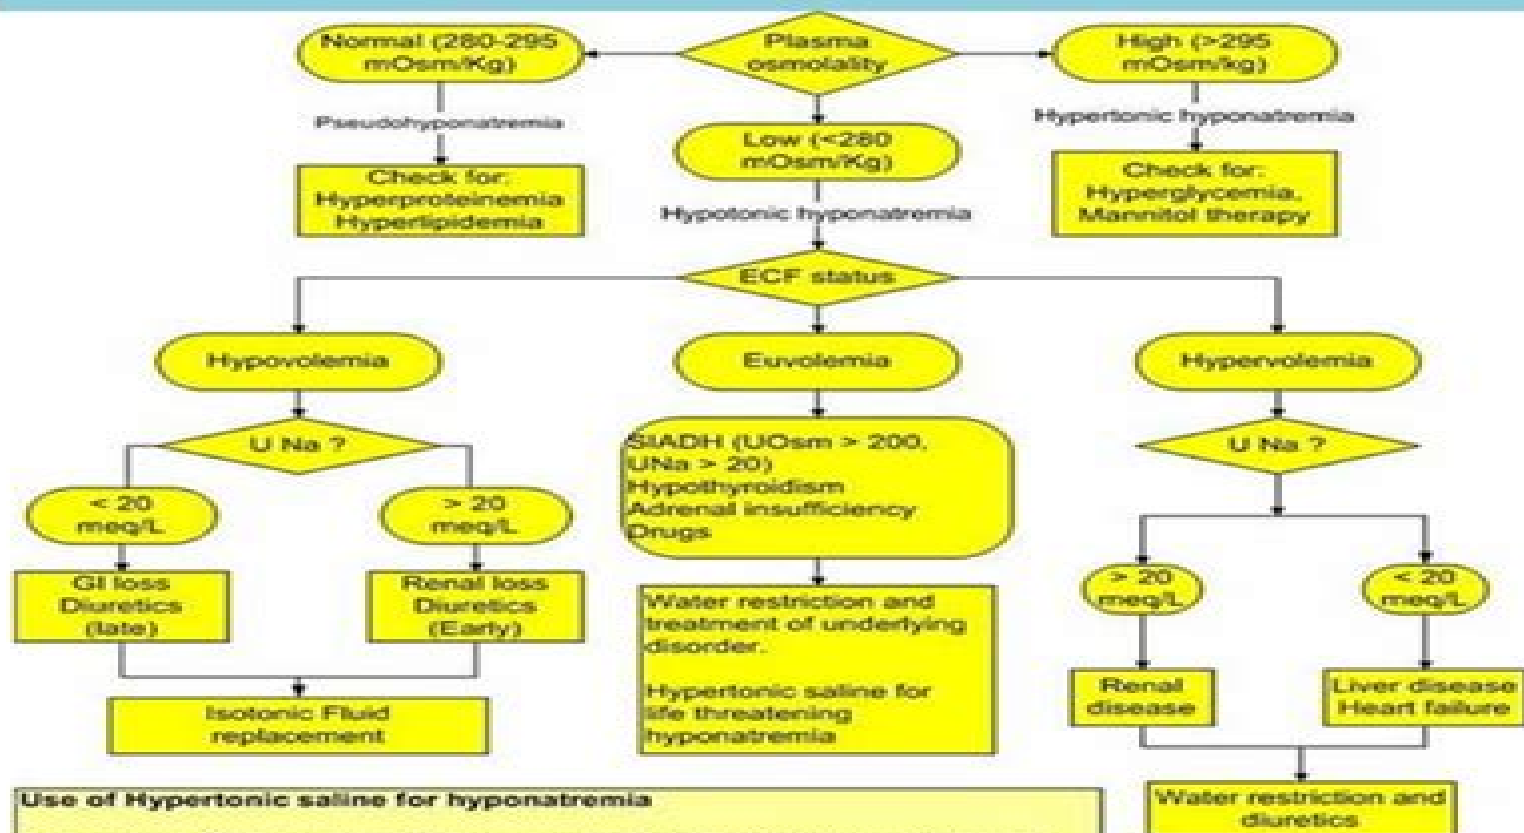 Normal (280-295
mOsm/Kg)
Plasma
osmolality
High (>295
mOsm/kg)
Pseudohyponatremia
Low (<280
mOsm/Kg)
Hypertonic hyponatremia
Check for:
Hyperproteinemia
Hyperlipidemia
Hypotonic hyponatremia
Check for:
Hyperglycemia,
Mannitol therapy
ECF status
Hypovolemia
Euvolemia
Hypervolemia
U Na ?
SIADH (UOsm > 200,
UNa > 20)
Hypothyroidism
Adrenal insufficiency
Drugs
U Na ?
< 20
meq/L
> 20
meq/L
> 20
meq/L
< 20
meq/L
GI loss
Diuretics
(late)
Renal loss
Diuretics
(Early)
Water restriction and
treatment of underlying
disorder.
Hypertonic saline for
life threatening
hyponatremia
Renal
disease
Liver disease
Heart failure
Isotonic Fluid
replacement
Use of Hypertonic saline for hyponatremia
Water restriction and
diuretics